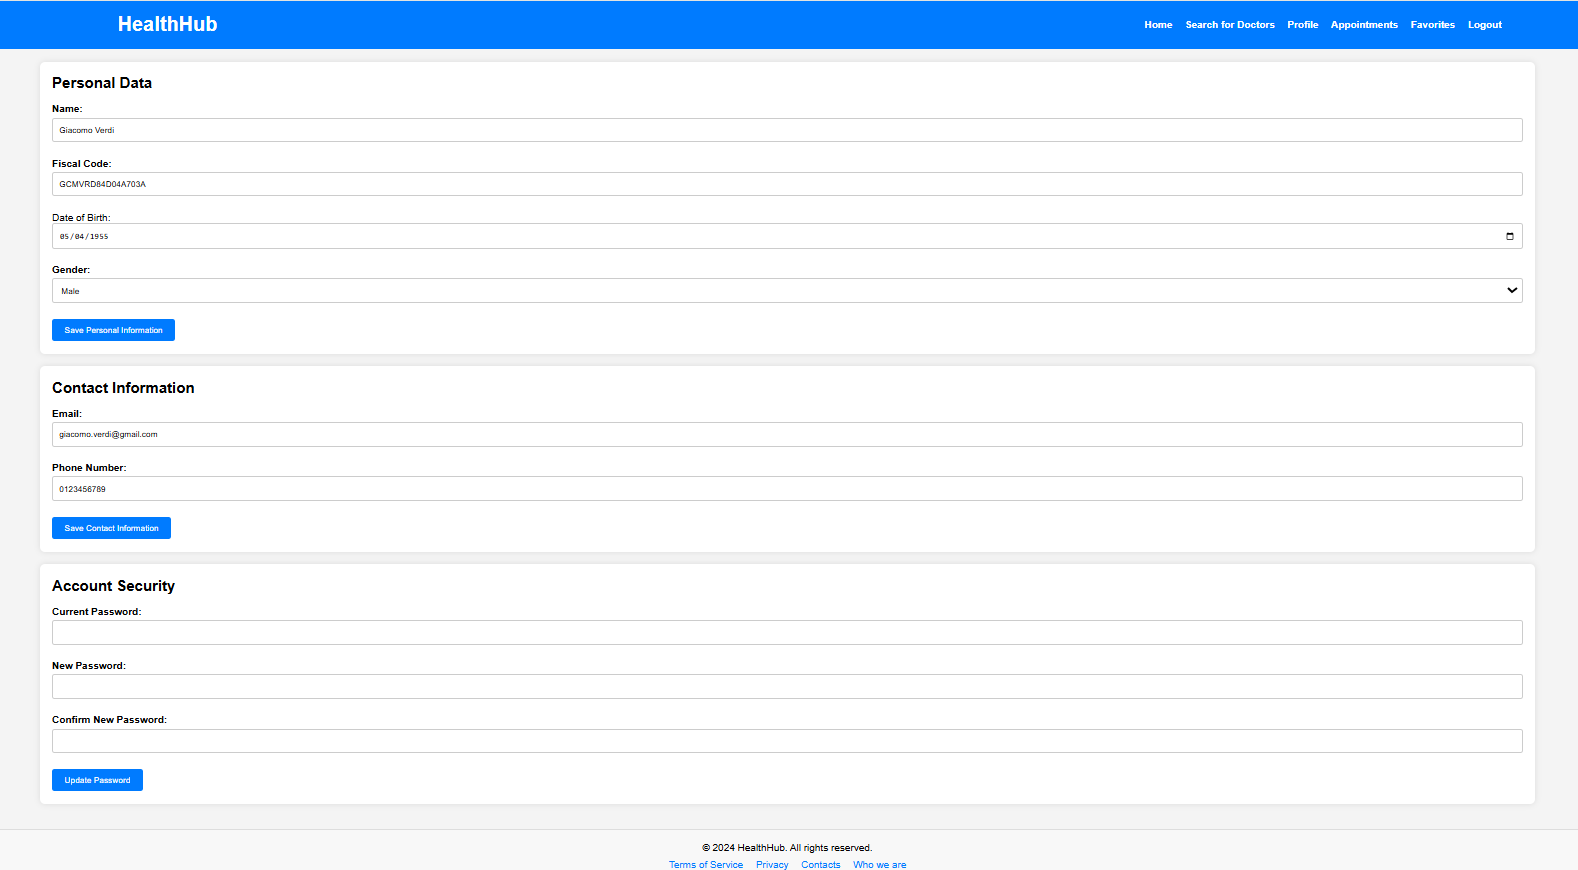 HealthHub
Home Search for Doctors Profile Appointments Favorites Logout
Personal Data
Name:
Giacomo Verdi
Fiscal Code:
GCMVRD84D04A703A
Date of Birth:
05/04/1955
Gender:
Male
Save Personal Information
Contact Information
Email:
giacomo.verdi@gmail.com
Phone Number:
0123456789
Save Contact Information
Account Security
Current Password:
New Password:
Confirm New Password:
Update Password
© 2024 HealthHub. All rights reserved.
Terms of Service Privacy Contacts Who we are